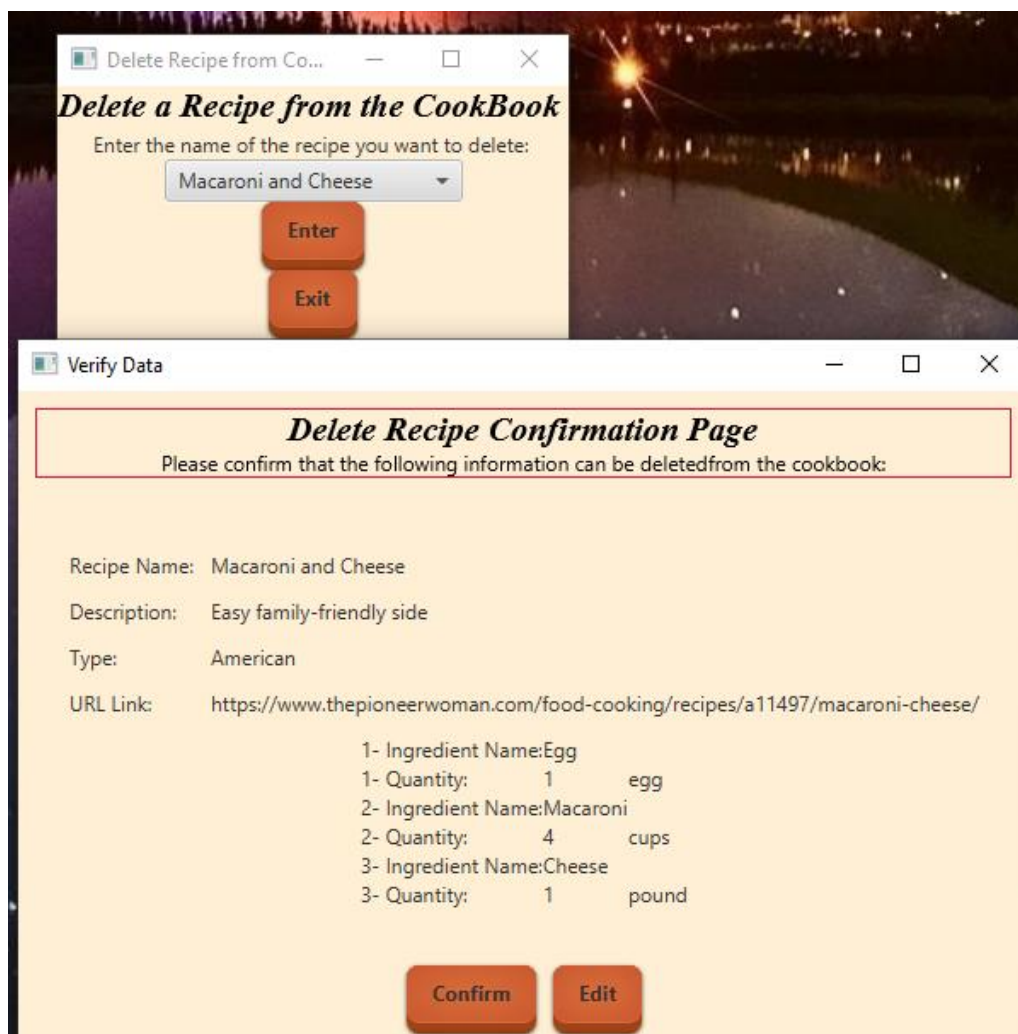 Delete Recipe from Co...
Delete a Recipe from the CookBook
Enter the name of the recipe you want to delete:
Macaroni and Cheese
Enter
Exit
Verify Data
Delete Recipe Confirmation Page
Please confirm that the following information can be deletedfrom the cookbook:
Recipe Name: Macaroni and Cheese
Description: Easy family-friendly side
Type: American
URL Link: https://www.thepioneerwoman.com/food-cooking/recipes/a11497/macaroni-cheese/
1- Ingredient Name:Egg
1- Quantity: 1 egg
2- Ingredient Name:Macaroni
2- Quantity: 4 cups
3- Ingredient Name:Cheese
3- Quantity: 1 pound
Confirm Edit